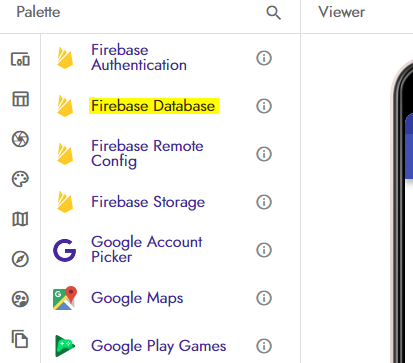 Palette
Viewer
Firebase
Authentication
Firebase Database
Firebase Remote
Config
Firebase Storage
Google Account
Picker
Google Maps
Google Play Games